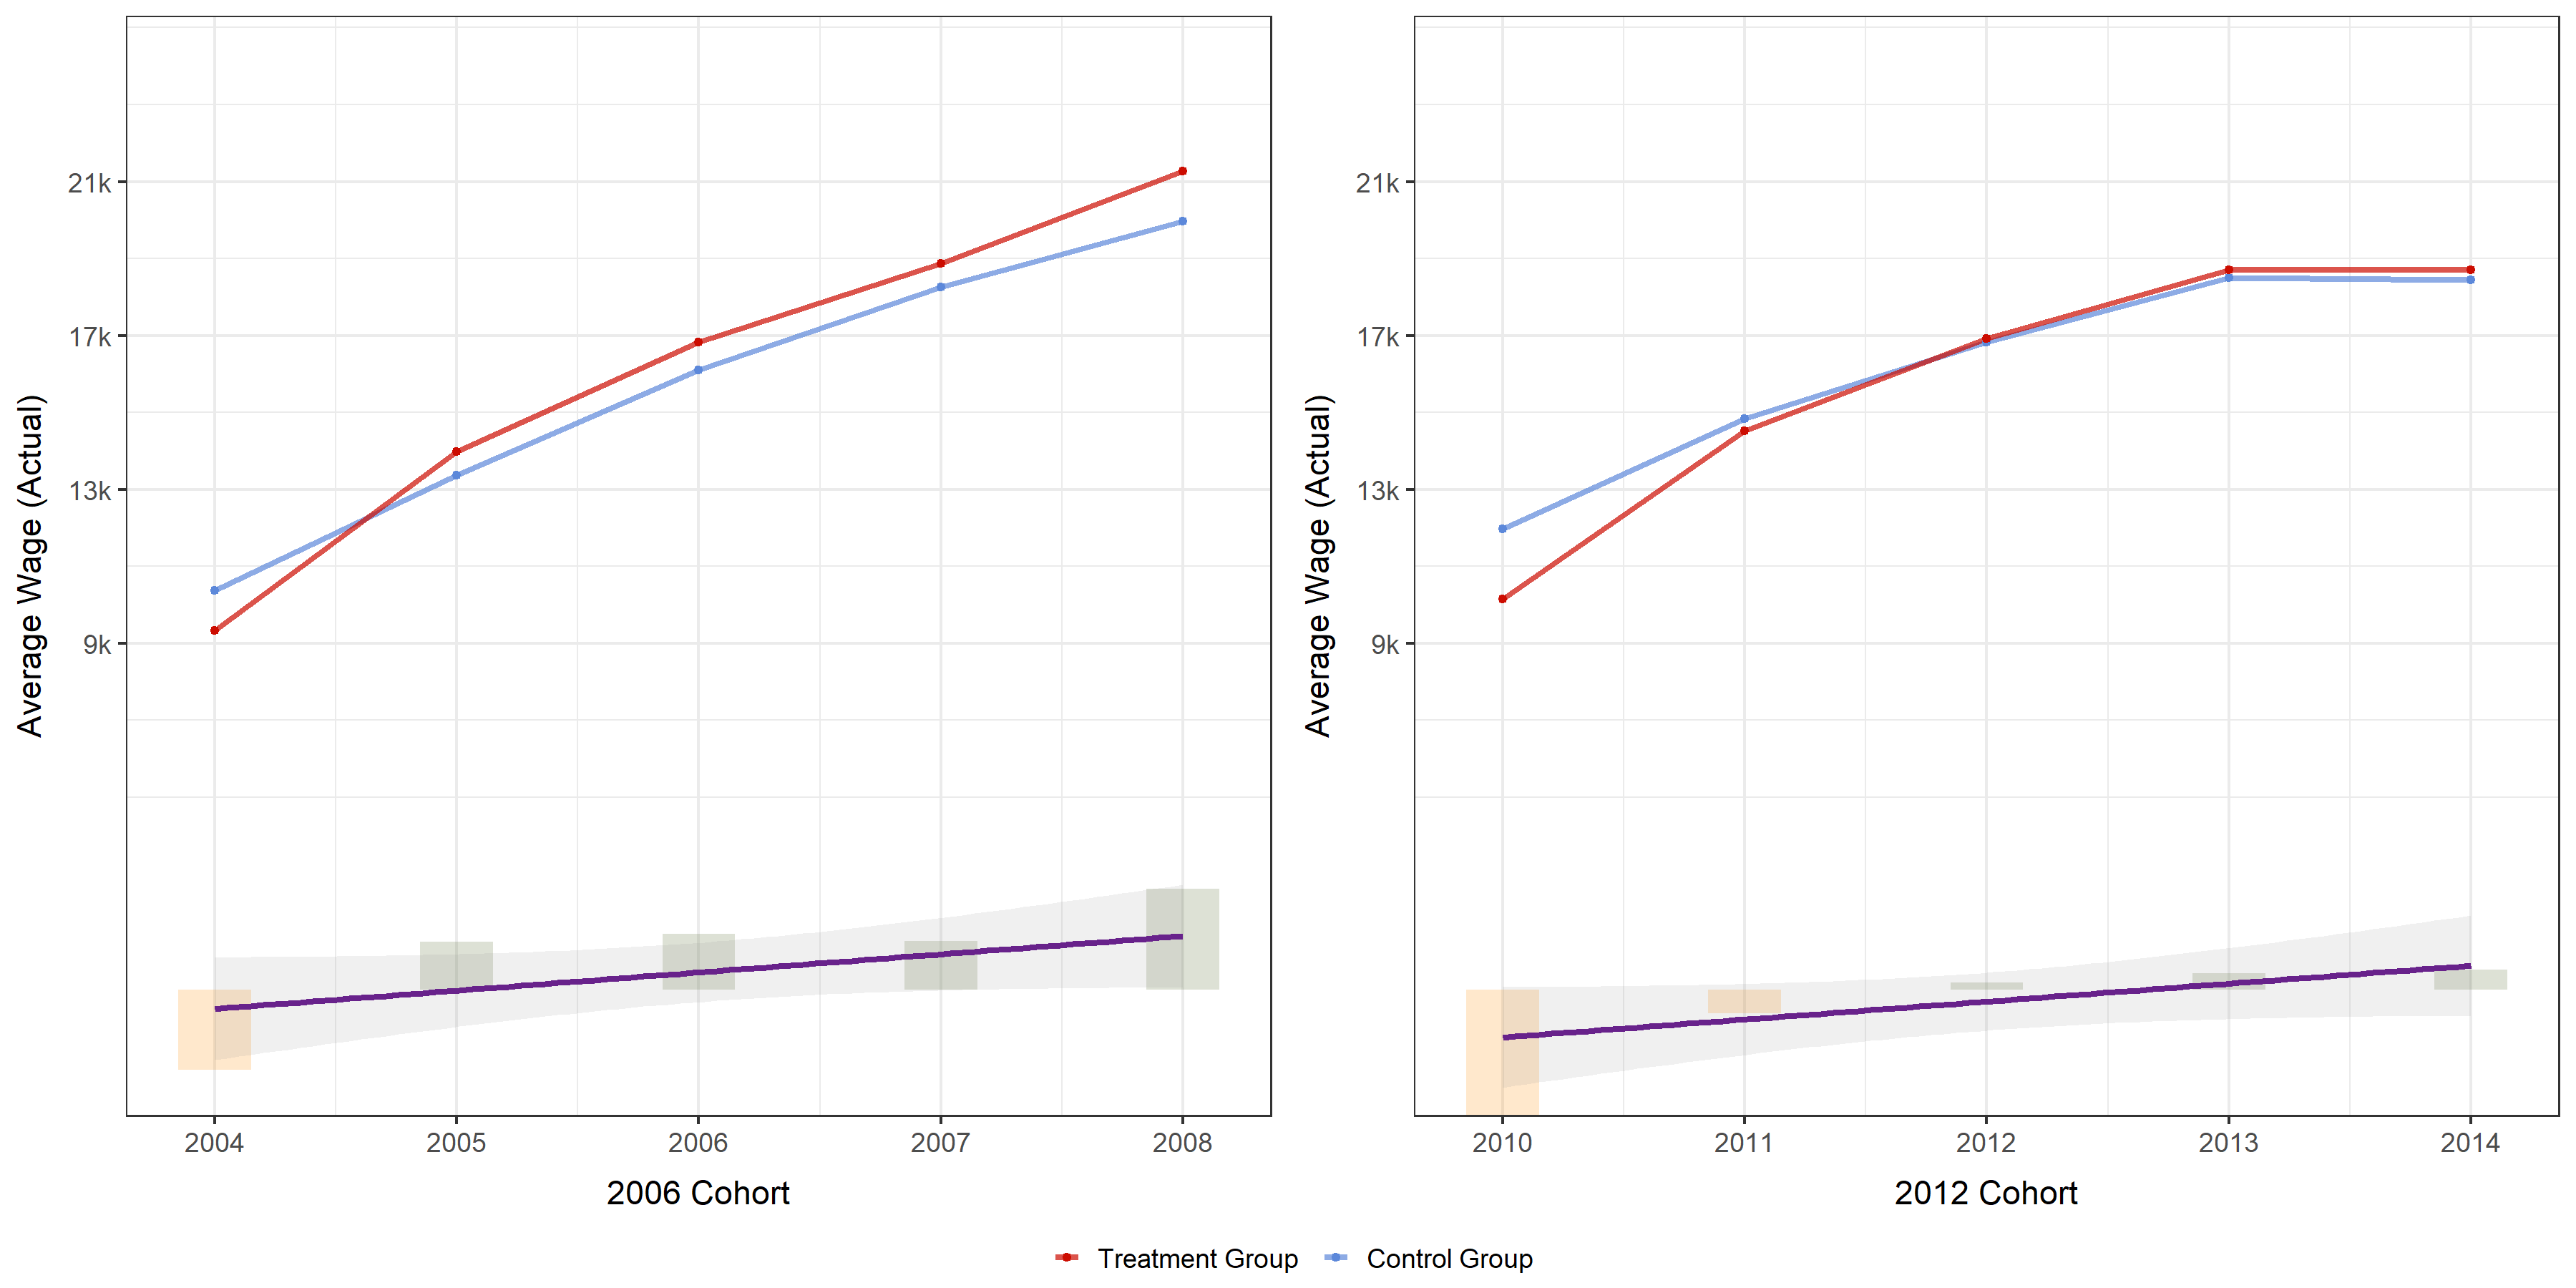 Average Wage (Actual)
21k
17k
13k
9k
2004 2005 2006 2007 2008
2006 Cohort
Average Wage (Actual)
21k
17k
13k
9k
2010 2011 2012 2013 2014
2012 Cohort
Treatment Group Control Group